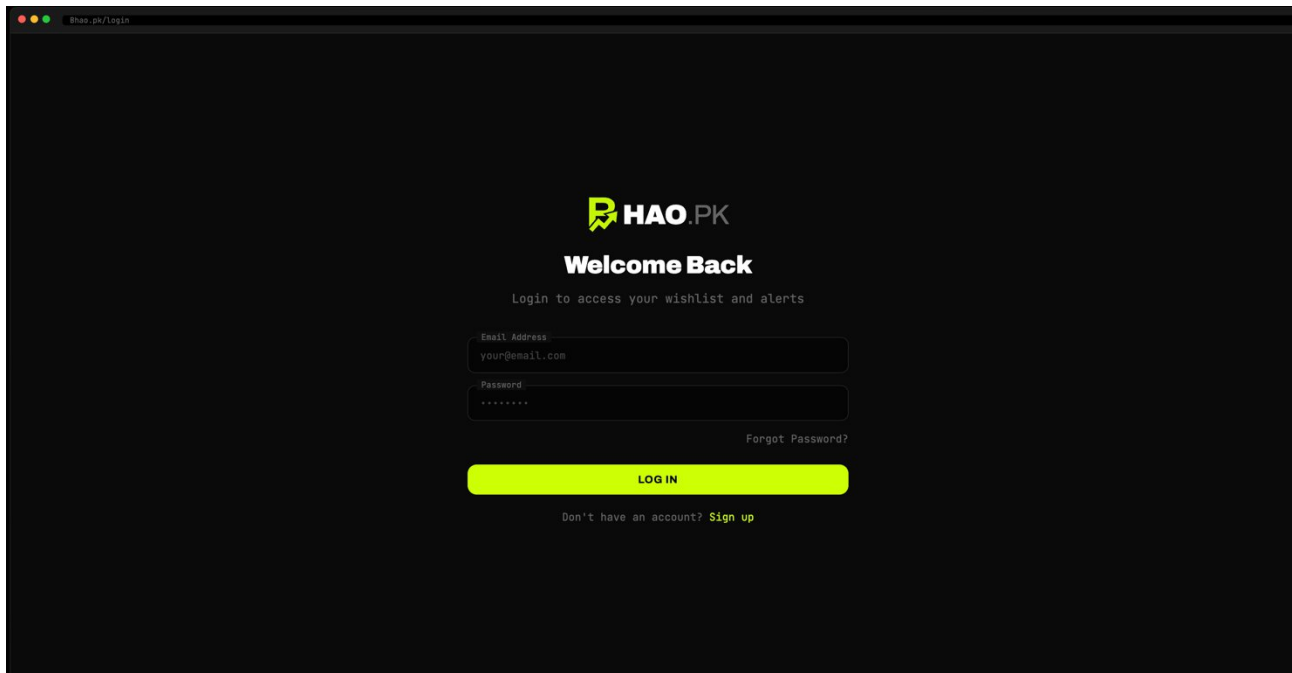 Bhao.pk/login
BHAO.PK
Welcome Back
Login to access your wishlist and alerts
Email Address
your@email.com
Password
••••••••
Forgot Password?
LOG IN
Don't have an account? Sign up